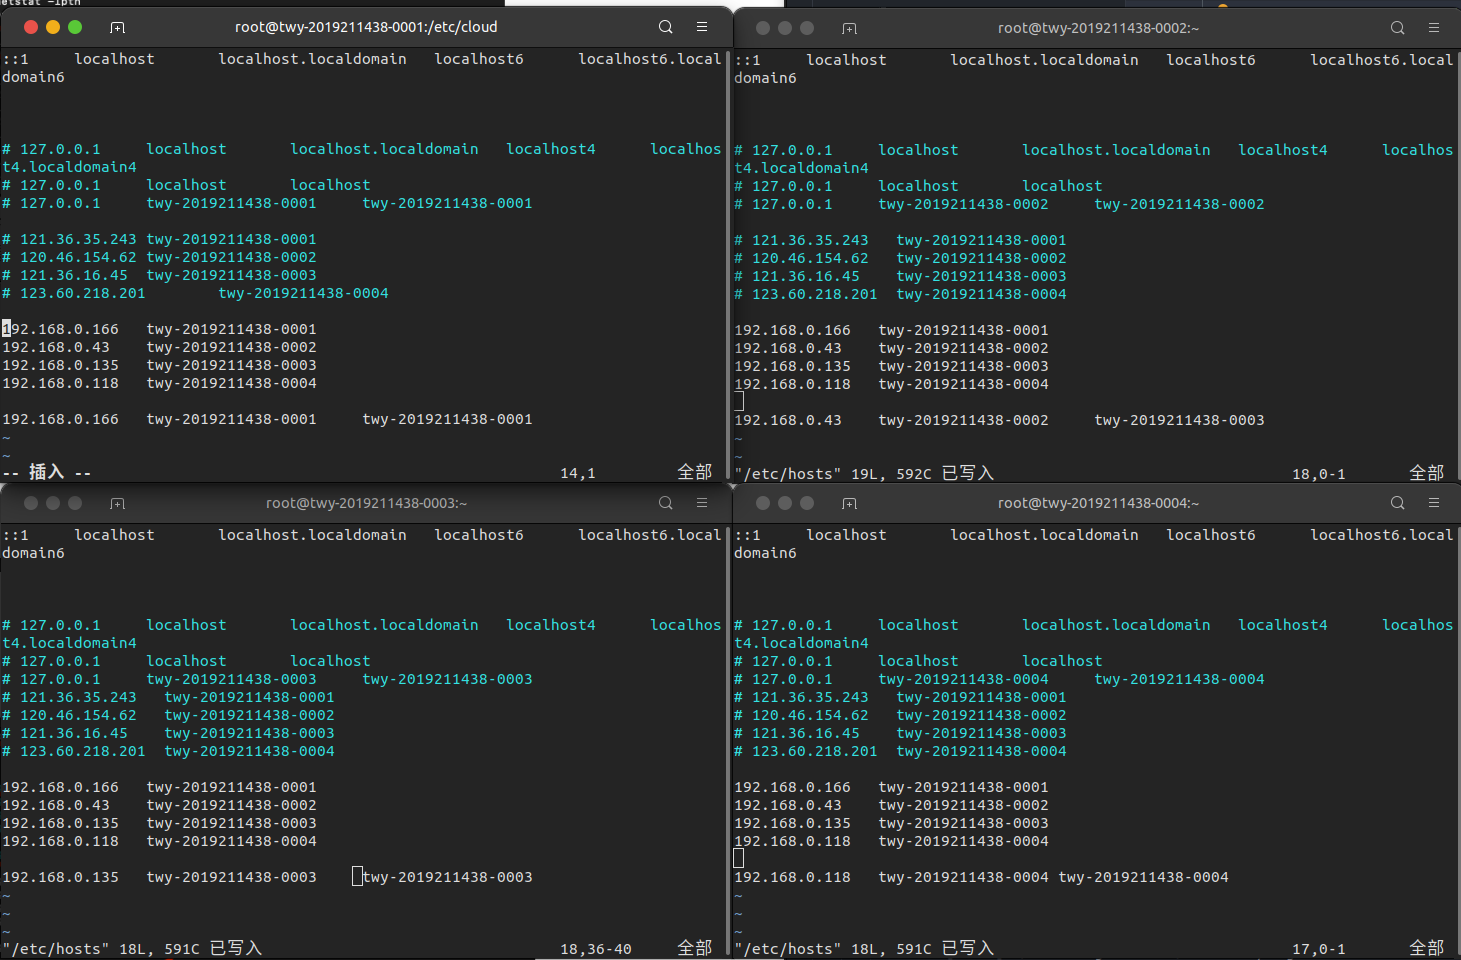 etstat -lpth
root@twy-2019211438-0001:/etc/cloud
::1     localhost       localhost.localdomain   localhost6      localhost6.local
domain6
# 127.0.0.1     localhost       localhost.localdomain   localhost4      localhos
t4.localdomain4
# 127.0.0.1     localhost       localhost
# 127.0.0.1     twy-2019211438-0001     twy-2019211438-0001
# 121.36.35.243 twy-2019211438-0001
# 120.46.154.62 twy-2019211438-0002
# 121.36.16.45  twy-2019211438-0003
# 123.60.218.201        twy-2019211438-0004
192.168.0.166   twy-2019211438-0001
192.168.0.43    twy-2019211438-0002
192.168.0.135   twy-2019211438-0003
192.168.0.118   twy-2019211438-0004
192.168.0.166   twy-2019211438-0001     twy-2019211438-0001
~
~
-- 插入 --                                                    14,1         全部
root@twy-2019211438-0002:~
::1     localhost       localhost.localdomain   localhost6      localhost6.local
domain6
# 127.0.0.1     localhost       localhost.localdomain   localhost4      localhos
t4.localdomain4
# 127.0.0.1     localhost       localhost
# 127.0.0.1     twy-2019211438-0002     twy-2019211438-0002
# 121.36.35.243   twy-2019211438-0001
# 120.46.154.62   twy-2019211438-0002
# 121.36.16.45    twy-2019211438-0003
# 123.60.218.201  twy-2019211438-0004
192.168.0.166   twy-2019211438-0001
192.168.0.43    twy-2019211438-0002
192.168.0.135   twy-2019211438-0003
192.168.0.118   twy-2019211438-0004
192.168.0.43    twy-2019211438-0002     twy-2019211438-0003
~
~
"/etc/hosts" 19L, 592C 已写入                                 18,0-1       全部
root@twy-2019211438-0003:~
::1     localhost       localhost.localdomain   localhost6      localhost6.local
domain6
# 127.0.0.1     localhost       localhost.localdomain   localhost4      localhos
t4.localdomain4
# 127.0.0.1     localhost       localhost
# 127.0.0.1     twy-2019211438-0003     twy-2019211438-0003
# 121.36.35.243   twy-2019211438-0001
# 120.46.154.62   twy-2019211438-0002
# 121.36.16.45    twy-2019211438-0003
# 123.60.218.201  twy-2019211438-0004
192.168.0.166   twy-2019211438-0001
192.168.0.43    twy-2019211438-0002
192.168.0.135   twy-2019211438-0003
192.168.0.118   twy-2019211438-0004
192.168.0.135   twy-2019211438-0003     twy-2019211438-0003
~
~
~
"/etc/hosts" 18L, 591C 已写入                                 18,36-40     全部
root@twy-2019211438-0004:~
::1     localhost       localhost.localdomain   localhost6      localhost6.local
domain6
# 127.0.0.1     localhost       localhost.localdomain   localhost4      localhos
t4.localdomain4
# 127.0.0.1     localhost       localhost
# 127.0.0.1     twy-2019211438-0004     twy-2019211438-0004
# 121.36.35.243   twy-2019211438-0001
# 120.46.154.62   twy-2019211438-0002
# 121.36.16.45    twy-2019211438-0003
# 123.60.218.201  twy-2019211438-0004
192.168.0.166   twy-2019211438-0001
192.168.0.43    twy-2019211438-0002
192.168.0.135   twy-2019211438-0003
192.168.0.118   twy-2019211438-0004
192.168.0.118   twy-2019211438-0004 twy-2019211438-0004
~
~
~
"/etc/hosts" 18L, 591C 已写入                                 17,0-1       全部